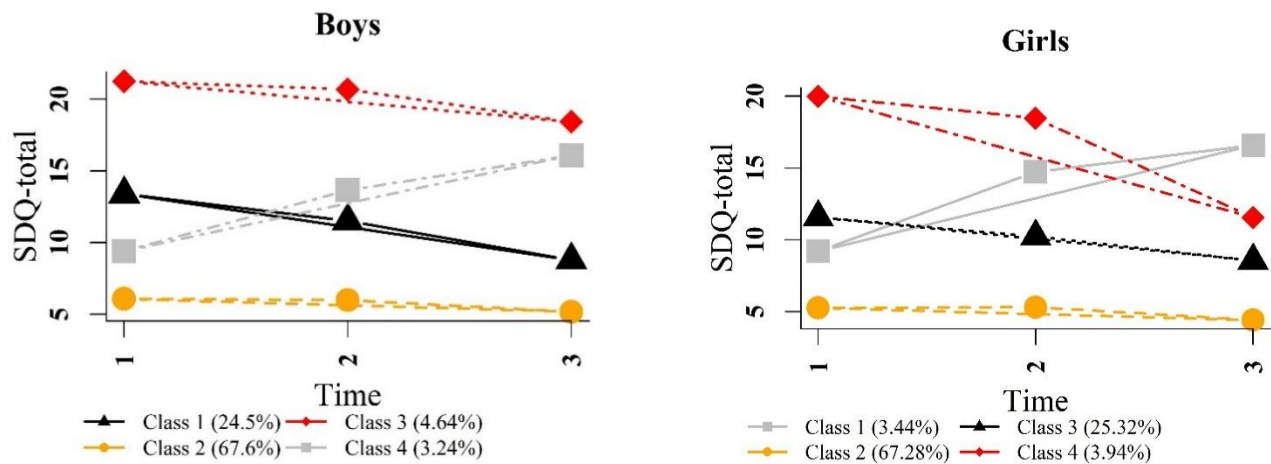 Boys
SDQ-total
20
15
10
5
1
2
3
Time
Class 1 (24.5%)
Class 3 (4.64%)
Class 2 (67.6%)
Class 4 (3.24%)
Girls
SDQ-total
20
15
10
5
1
2
3
Time
Class 1 (3.44%)
Class 3 (25.32%)
Class 2 (67.28%)
Class 4 (3.94%)